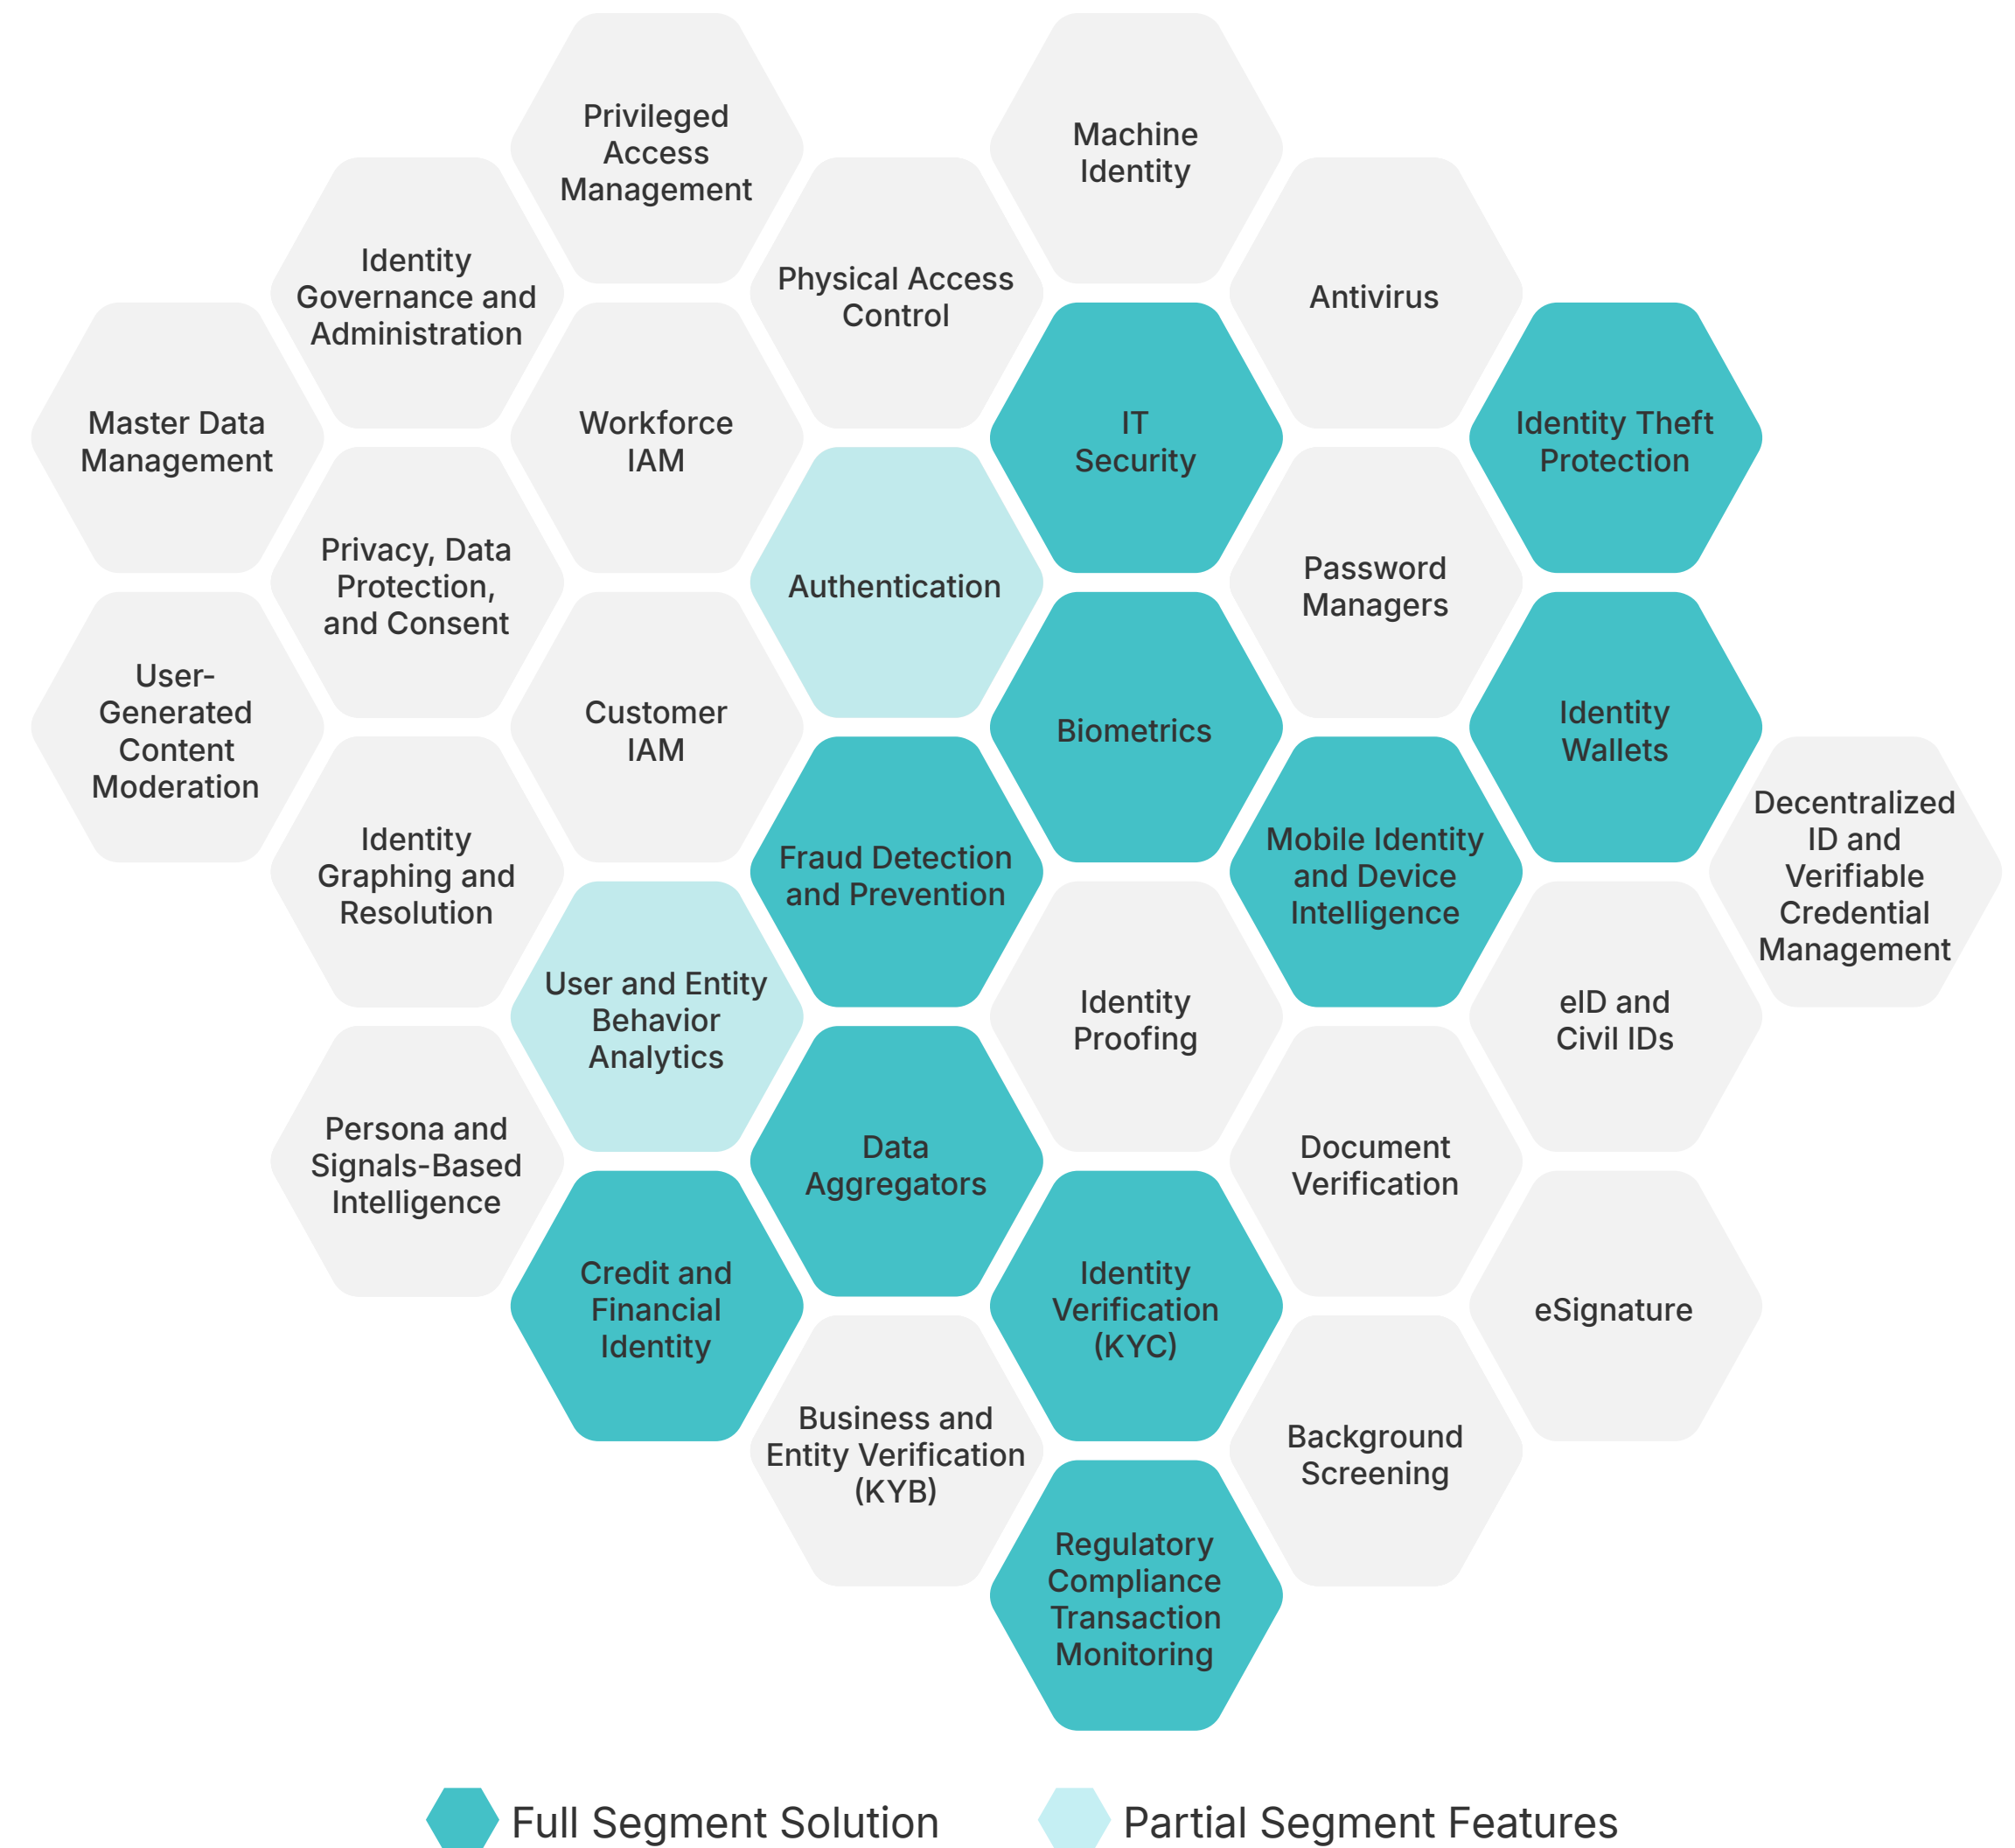 Privileged
Access
Management
Machine
Identity
Identity
Governance and
Administration
Physical Access
Control
Antivirus
Master Data
Management
Workforce
IAM
IT
Security
Identity Theft
Protection
Privacy, Data
Protection,
and Consent
Authentication
Password
Managers
User-
Generated
Content
Moderation
Customer
IAM
Biometrics
Identity
Wallets
Identity
Graphing and
Resolution
Fraud Detection
and Prevention
Mobile Identity
and Device
Intelligence
Decentralized
ID and
Verifiable
Credential
Management
User and Entity
Behavior
Analytics
Identity
Proofing
eID and
Civil IDs
Persona and
Signals-Based
Intelligence
Data
Aggregators
Document
Verification
Credit and
Financial
Identity
Identity
Verification
(KYC)
eSignature
Business and
Entity Verification
(KYB)
Background
Screening
Regulatory
Compliance
Transaction
Monitoring
Full Segment Solution
Partial Segment Features